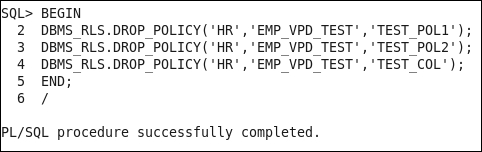 SQL> BEGIN
  2  DBMS_RLS.DROP_POLICY('HR','EMP_VPD_TEST','TEST_POL1');
  3  DBMS_RLS.DROP_POLICY('HR','EMP_VPD_TEST','TEST_POL2');
  4  DBMS_RLS.DROP_POLICY('HR','EMP_VPD_TEST','TEST_COL');
  5  END;
  6  /
PL/SQL procedure successfully completed.